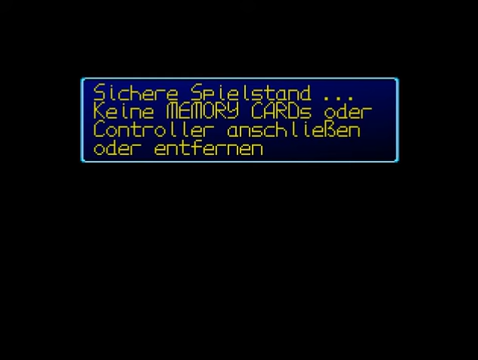 Sichere Spielstand ...
Keine MEMORY CARDs oder
Controller anschließen
oder entfernen